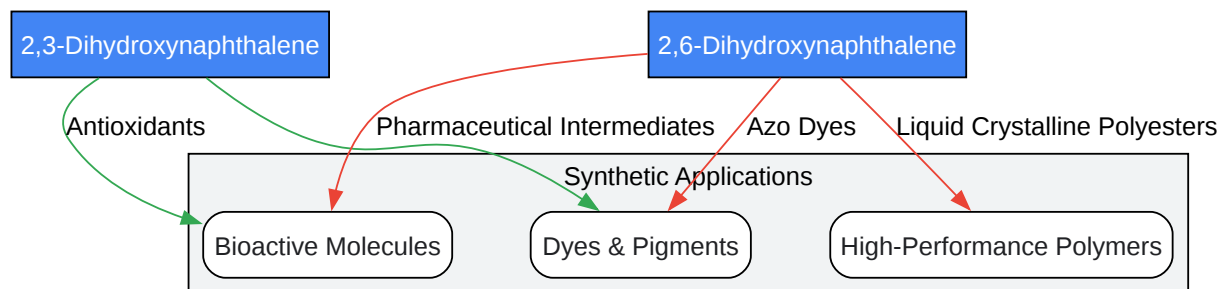 2,3-Dihydroxynaphthalene
2,6-Dihydroxynaphthalene
Antioxidants
Pharmaceutical Intermediates
Azo Dyes
Liquid Crystalline Polyesters
Synthetic Applications
Bioactive Molecules
Dyes & Pigments
High-Performance Polymers